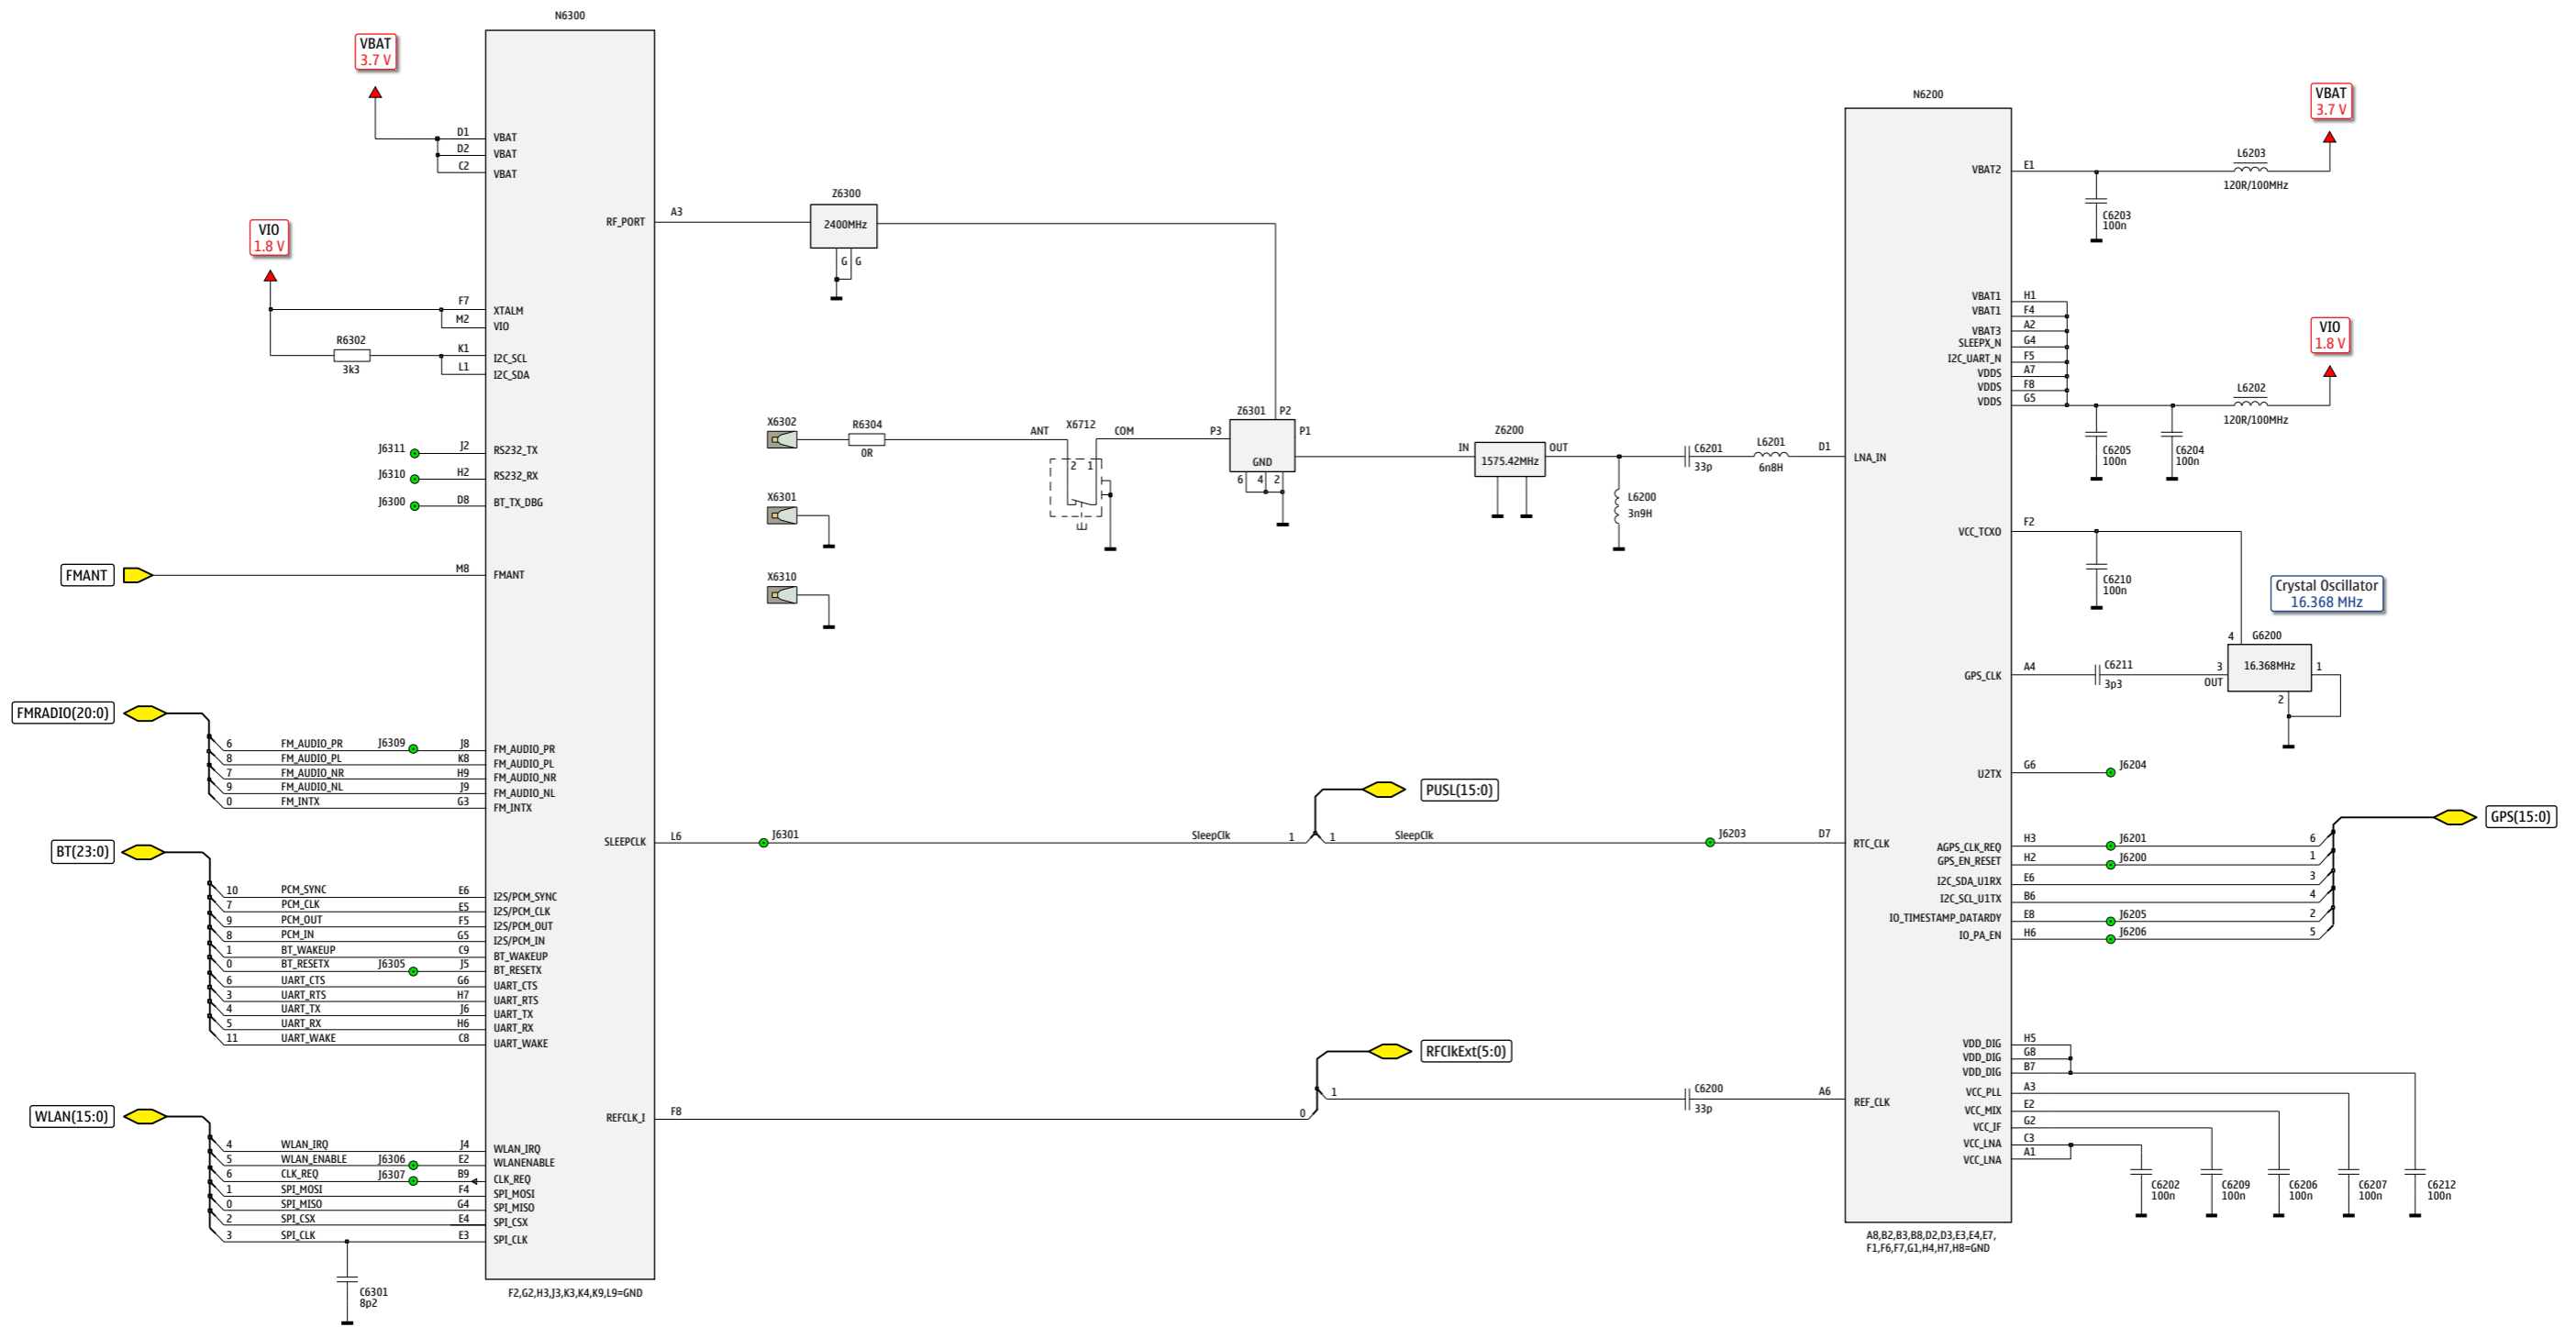 N6300
VBAT
3.7 V
D1 VBAT
D2 VBAT
C2 VBAT
VIO
1.8 V
F7 XTALM
M2 VIO
R6302
3k3
K1 I2C_SCL
L1 I2C_SDA
J6311 J2 RS232_TX
J6310 H2 RS232_RX
J6300 D8 BT_TX_DBG
FMANT M8 FMANT
FMRADIO(20:0)
6 FM_AUDIO_PR J6309 J8 FM_AUDIO_PR
8 FM_AUDIO_PL K8 FM_AUDIO_PL
7 FM_AUDIO_NR H9 FM_AUDIO_NR
9 FM_AUDIO_NL J9 FM_AUDIO_NL
0 FM_INTX G3 FM_INTX
BT(23:0)
10 PCM_SYNC E6 I2S/PCM_SYNC
7 PCM_CLK E5 I2S/PCM_CLK
9 PCM_OUT F5 I2S/PCM_OUT
8 PCM_IN G5 I2S/PCM_IN
1 BT_WAKEUP C9 BT_WAKEUP
0 BT_RESETX J6305 J5 BT_RESETX
6 UART_CTS G6 UART_CTS
3 UART_RTS H7 UART_RTS
4 UART_TX J6 UART_TX
5 UART_RX H6 UART_RX
11 UART_WAKE C8 UART_WAKE
WLAN(15:0)
4 WLAN_IRQ J4 WLAN_IRQ
5 WLAN_ENABLE J6306 E2 WLANENABLE
6 CLK_REQ J6307 B9 CLK_REQ
1 SPI_MOSI F4 SPI_MOSI
0 SPI_MISO G4 SPI_MISO
2 SPI_CSX E4 SPI_CSX
3 SPI_CLK E3 SPI_CLK
C6301
8p2
F2,G2,H3,J3,K3,K4,K9,L9=GND
RF_PORT A3
Z6300
2400MHz
G G
X6302
R6304
0R
ANT X6712 COM
2 1
E
X6301
X6310
Z6301 P2
P3 P1
GND
6 4 2
Z6200
IN 1575.42MHz OUT
L6200
3n9H
C6201
33p
L6201
6n8H
D1 LNA_IN
SLEEPCLK L6 J6301 SleepClk 1
PUSL(15:0)
1 SleepClk J6203 D7 RTC_CLK
REFCLK_I F8 0
RFClkExt(5:0)
1 C6200
33p
A6 REF_CLK
N6200
VBAT
3.7 V
VBAT2 E1
L6203
120R/100MHz
C6203
100n
VBAT1 H1
VBAT1 F4
VBAT3 A2
SLEEPX_N G4
I2C_UART_N F5
VDDS A7
VDDS F8
VDDS G5
VIO
1.8 V
L6202
120R/100MHz
C6205
100n
C6204
100n
VCC_TCXO F2
C6210
100n
Crystal Oscillator
16.368 MHz
4 G6200
16.368MHz
3 1
OUT
2
GPS_CLK A4
C6211
3p3
U2TX G6 J6204
GPS(15:0)
AGPS_CLK_REQ H3 J6201 6
GPS_EN_RESET H2 J6200 1
I2C_SDA_U1RX E6 3
I2C_SCL_U1TX B6 4
IO_TIMESTAMP_DATARDY E8 J6205 2
IO_PA_EN H6 J6206 5
VDD_DIG H5
VDD_DIG G8
VDD_DIG B7
VCC_PLL A3
VCC_MIX E2
VCC_IF G2
VCC_LNA C3
VCC_LNA A1
C6202
100n
C6209
100n
C6206
100n
C6207
100n
C6212
100n
A8,B2,B3,B8,D2,D3,E3,E4,E7,
F1,F6,F7,G1,H4,H7,H8=GND